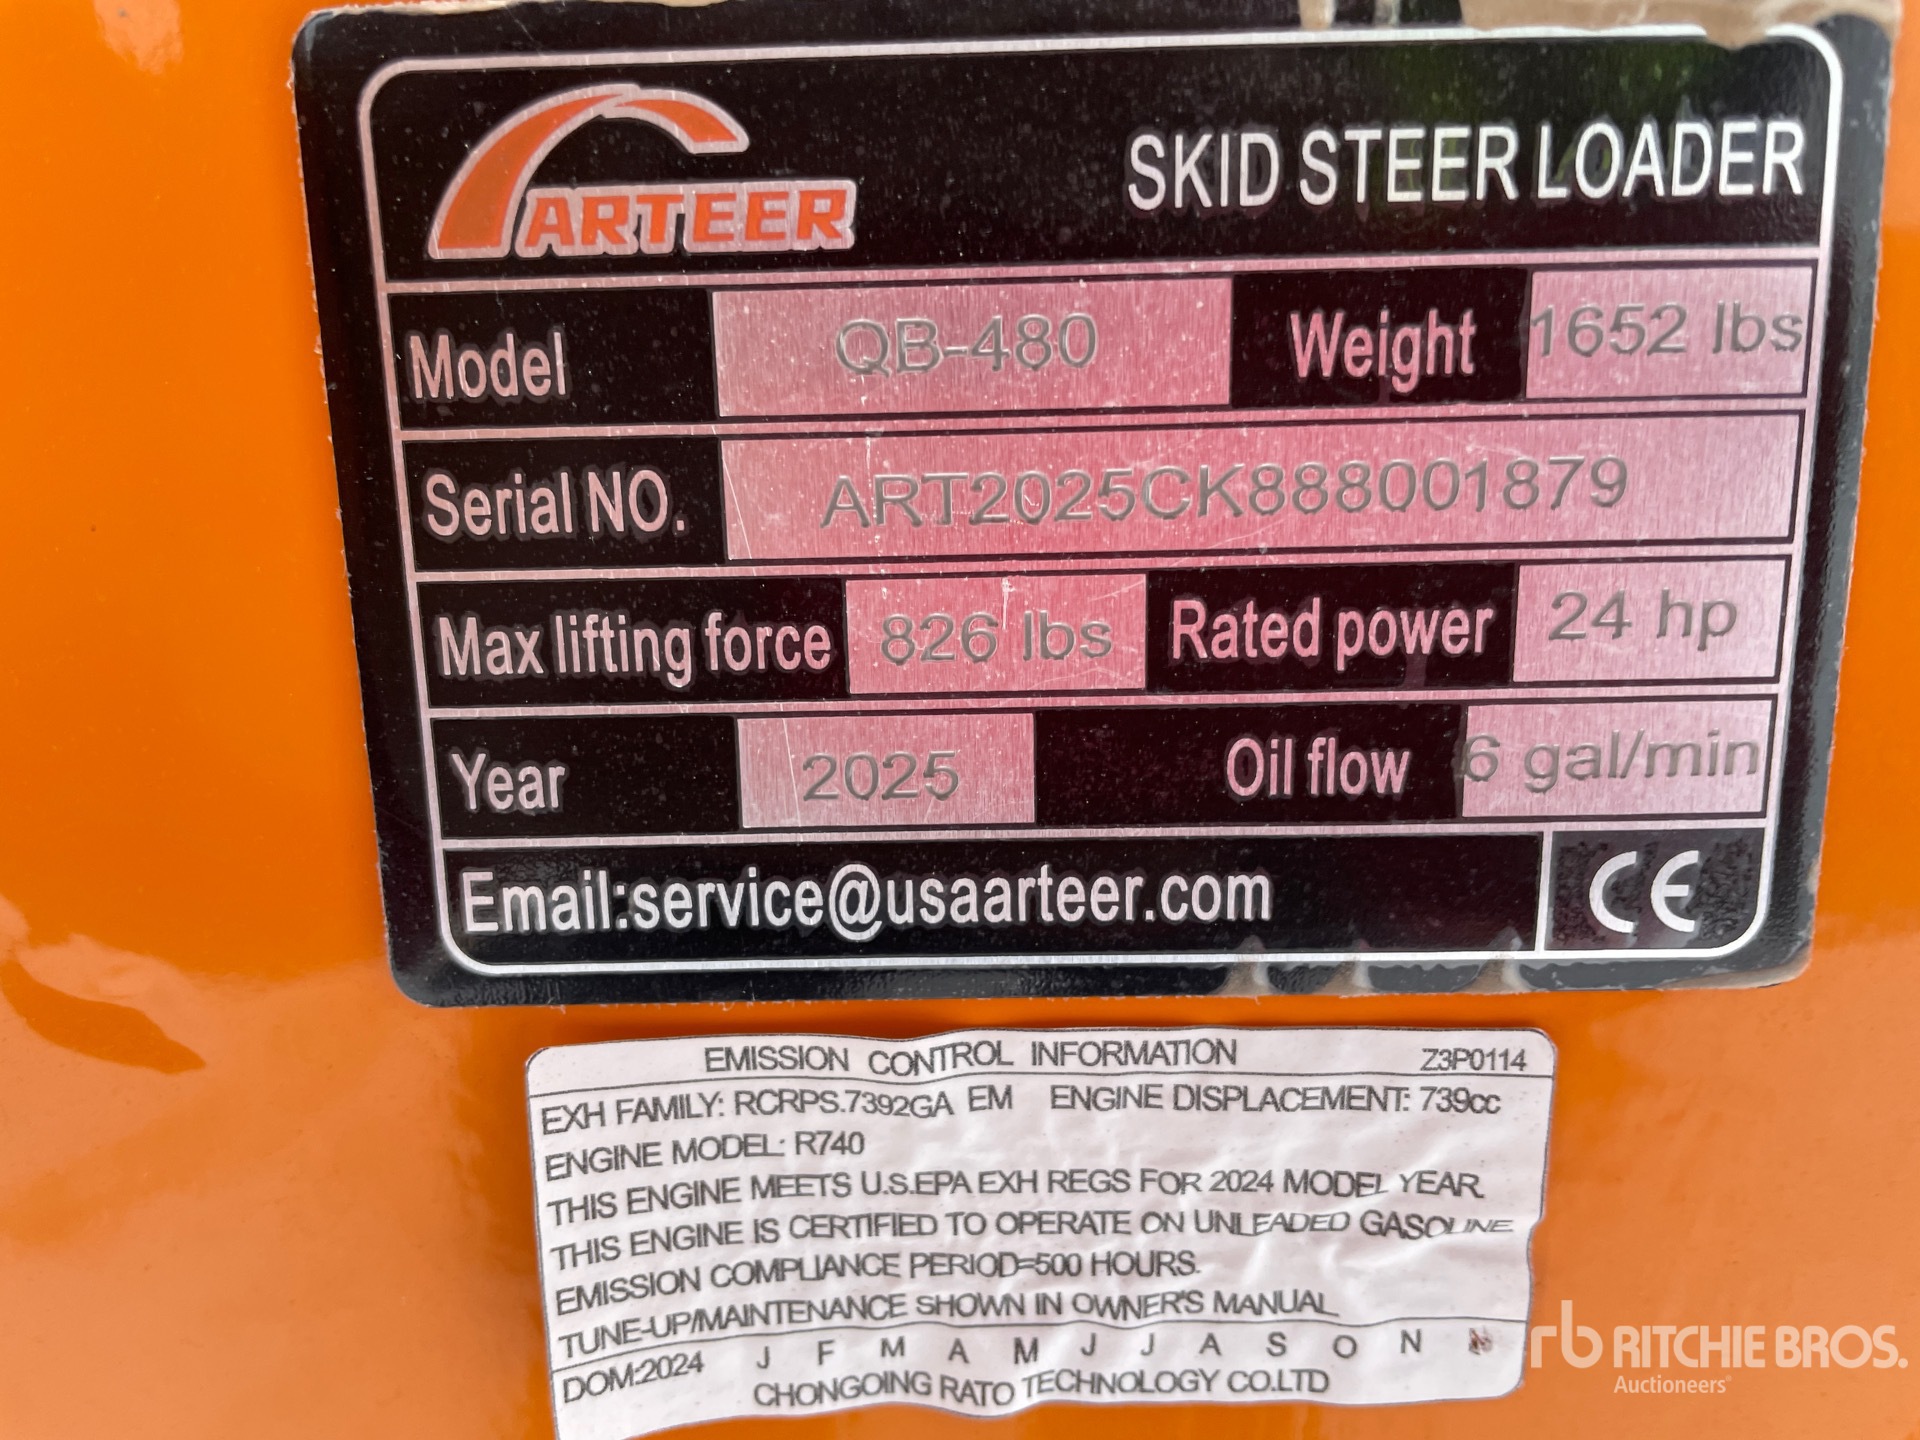 ARTEER
SKID STEER LOADER
Model QB-480 Weight 1652 lbs
Serial NO. ART2025CK888001879
Max lifting force 826 lbs Rated power 24 hp
Year 2025 Oil flow 6 gal/min
Email:service@usaarteer.com CE
EMISSION CONTROL INFORMATION Z3P0114
EXH FAMILY: RCRPS.7392GA EM ENGINE DISPLACEMENT: 739cc
ENGINE MODEL: R740
THIS ENGINE MEETS U.S.EPA EXH REGS FOR 2024 MODEL YEAR.
THIS ENGINE IS CERTIFIED TO OPERATE ON UNLEADED GASOLINE
EMISSION COMPLIANCE PERIOD=500 HOURS.
TUNE-UP/MAINTENANCE SHOWN IN OWNER'S MANUAL
DOM:2024 J F M A M J J A S O N
CHONGQING RATO TECHNOLOGY CO.LTD
rb RITCHIE BROS.
Auctioneers